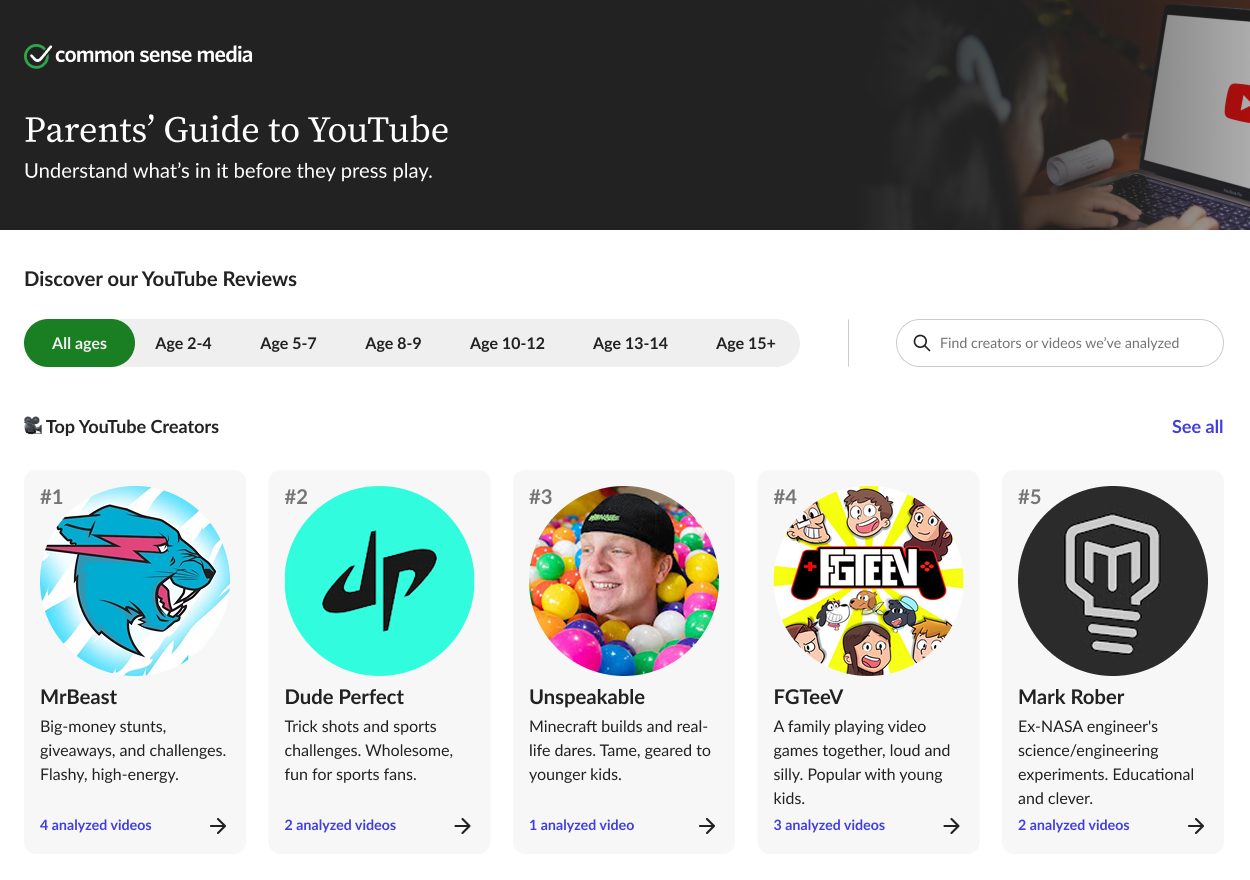 common sense media
Parents’ Guide to YouTube
Understand what’s in it before they press play.
Discover our YouTube Reviews
All ages
Age 2-4
Age 5-7
Age 8-9
Age 10-12
Age 13-14
Age 15+
Find creators or videos we’ve analyzed
Top YouTube Creators
See all
#1
MrBeast
Big-money stunts,
giveaways, and challenges.
Flashy, high-energy.
4 analyzed videos
#2
dp
Dude Perfect
Trick shots and sports
challenges. Wholesome,
fun for sports fans.
2 analyzed videos
#3
Unspeakable
Minecraft builds and real-
life dares. Tame, geared to
younger kids.
1 analyzed video
#4
FGTEEV
FGTeeV
A family playing video
games together, loud and
silly. Popular with young
kids.
3 analyzed videos
#5
M
Mark Rober
Ex-NASA engineer's
science/engineering
experiments. Educational
and clever.
2 analyzed videos